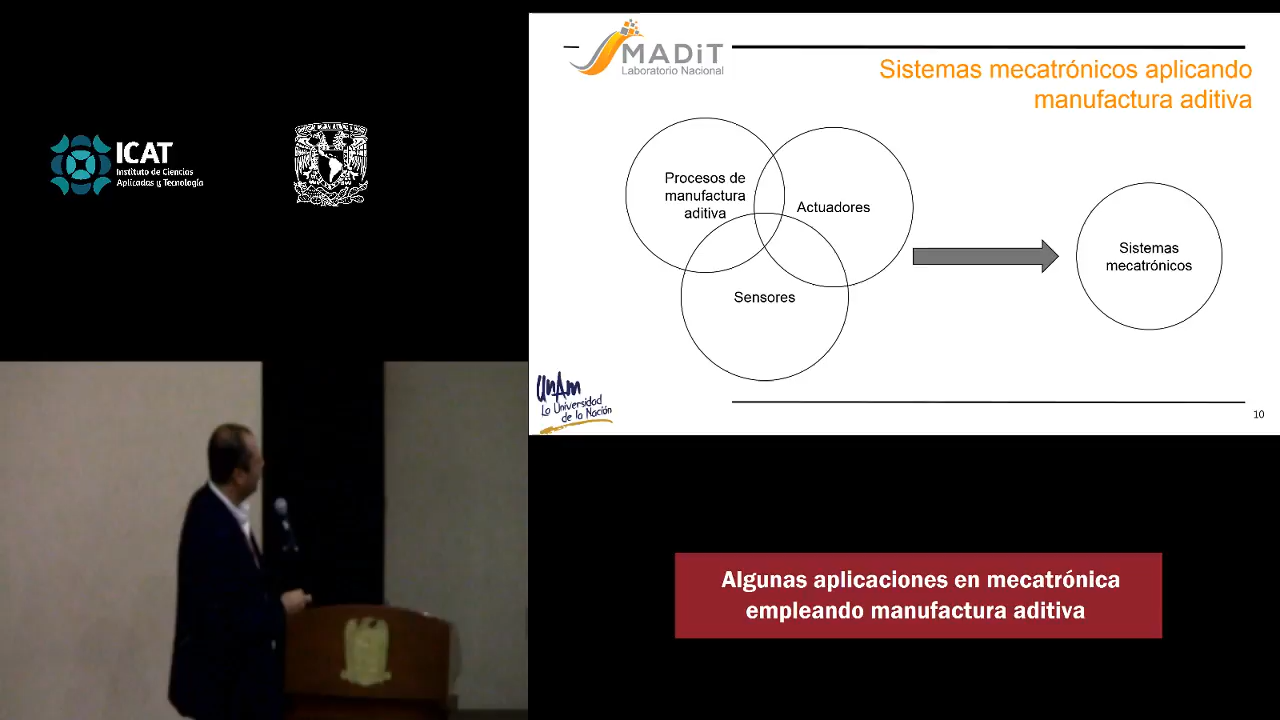 ICAT
Instituto de Ciencias
Aplicadas y Tecnología
MADiT
Laboratorio Nacional
Sistemas mecatrónicos aplicando
manufactura aditiva
Procesos de
manufactura
aditiva
Actuadores
Sensores
Sistemas
mecatrónicos
UnAm
La Universidad
de la Nación
10
Algunas aplicaciones en mecatrónica
empleando manufactura aditiva